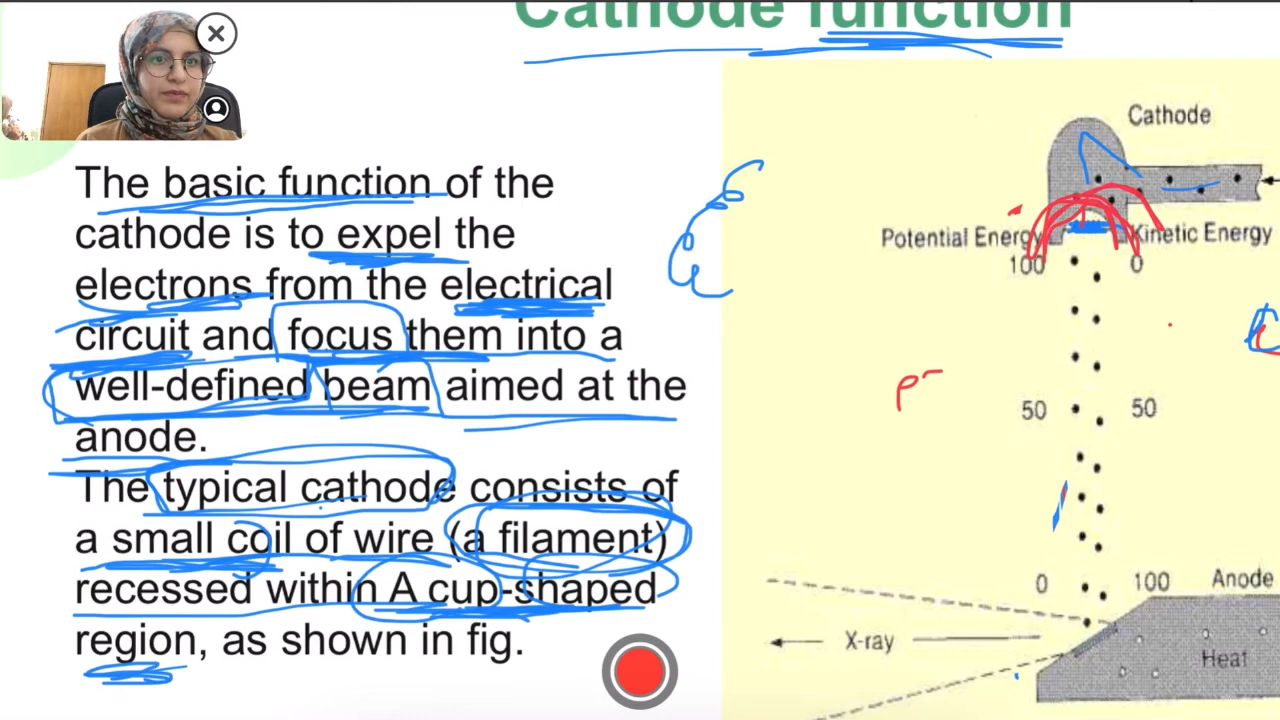 Cathode function
The basic function of the
cathode is to expel the
electrons from the electrical
circuit and focus them into a
well-defined beam aimed at the
anode.
The typical cathode consists of
a small coil of wire (a filament)
recessed within A cup-shaped
region, as shown in fig.
Cathode
Potential Energy Kinetic Energy
100 0
50 50
0 100 Anode
X-ray
Heat